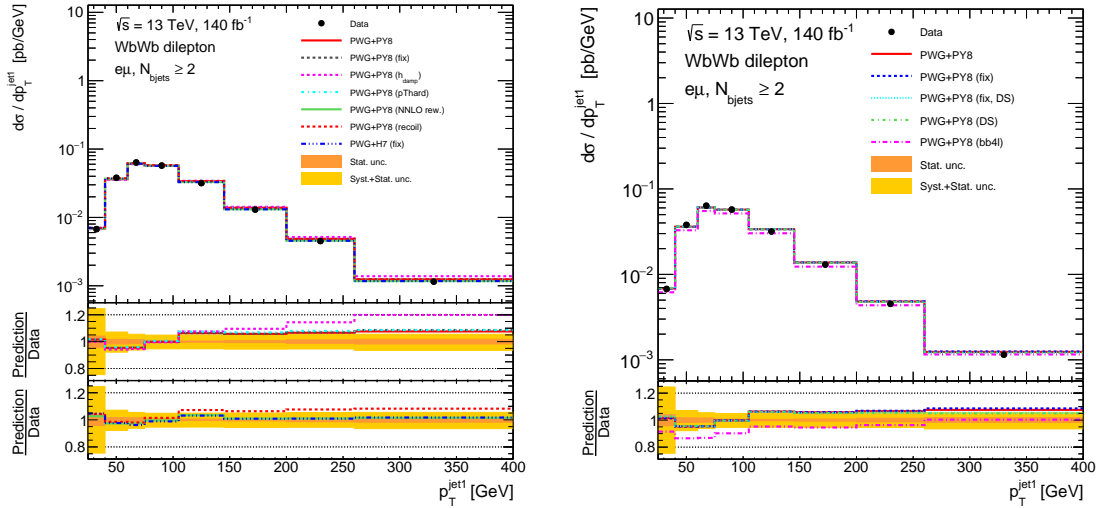 dσ / dp_T^jet1 [pb/GeV]
10
1
10⁻¹
10⁻²
10⁻³
√s = 13 TeV, 140 fb⁻¹
WbWb dilepton
eμ, N_bjets ≥ 2
Data
PWG+PY8
PWG+PY8 (fix)
PWG+PY8 (h_damp)
PWG+PY8 (pThard)
PWG+PY8 (NNLO rew.)
PWG+PY8 (recoil)
PWG+H7 (fix)
Stat. unc.
Syst.+Stat. unc.
Prediction
Data
1.2
1
0.8
Prediction
Data
1.2
1
0.8
50 100 150 200 250 300 350 400
p_T^jet1 [GeV]
dσ / dp_T^jet1 [pb/GeV]
10
1
10⁻¹
10⁻²
10⁻³
√s = 13 TeV, 140 fb⁻¹
WbWb dilepton
eμ, N_bjets ≥ 2
Data
PWG+PY8
PWG+PY8 (fix)
PWG+PY8 (fix, DS)
PWG+PY8 (DS)
PWG+PY8 (bb4l)
Stat. unc.
Syst.+Stat. unc.
Prediction
Data
1.2
1
0.8
50 100 150 200 250 300 350 400
p_T^jet1 [GeV]